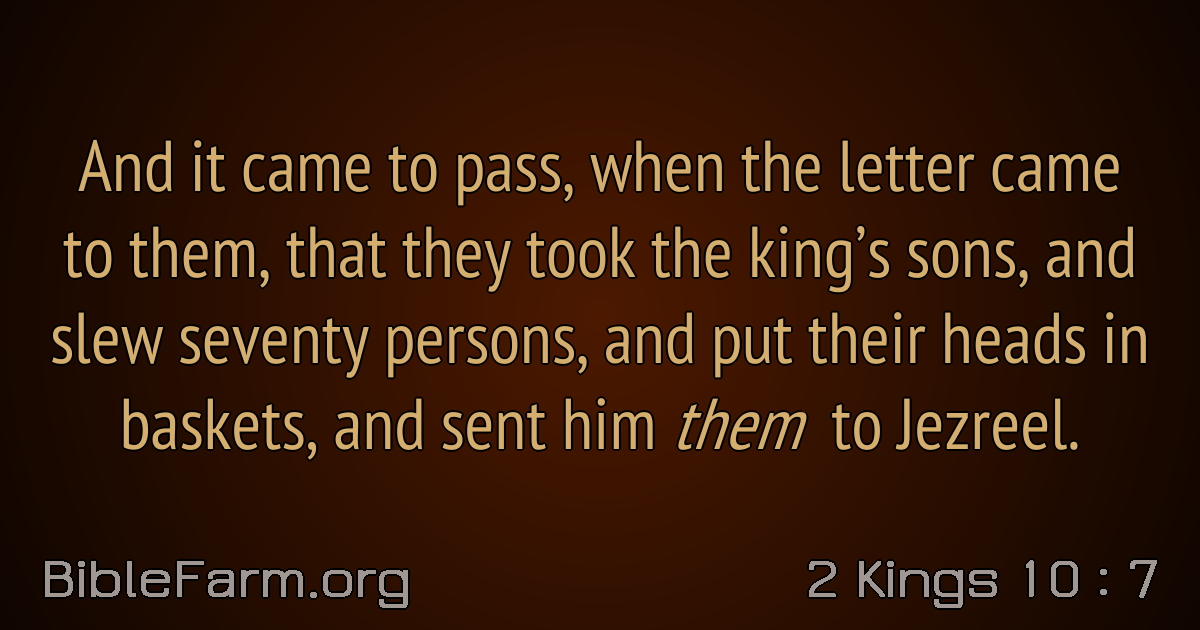 And it came to pass, when the letter came
to them, that they took the king’s sons, and
slew seventy persons, and put their heads in
baskets, and sent him them to Jezreel.
BibleFarm.org
2 Kings 10 : 7